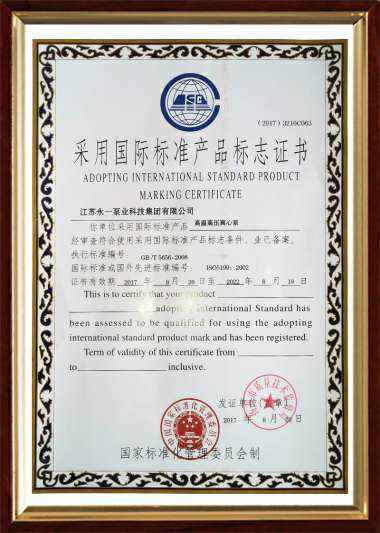 (2017) 3210C063
采用国际标准产品标志证书
ADOPTING INTERNATIONAL STANDARD PRODUCT
MARKING CERTIFICATE
江苏永一泵业科技集团有限公司
你单位采用国际标准产品 高温高压离心泵
经审查符合使用采用国际标准产品标志条件，业已备案。
执行标准编号: GB/T 5656-2008
国际标准或国外先进标准编号 ISO5199: 2002
证书有效期 2017 年 8 月 20 日至 2022 年 8 月 19 日
This is to certify that your product
adopting International Standard has
been assessed to be qualified for using the adopting
international standard product mark and has been registered.
Term of validity of this certificate from
to inclusive.
发证单位(盖章)
2017 年 8 月 20 日
国家标准化管理委员会制